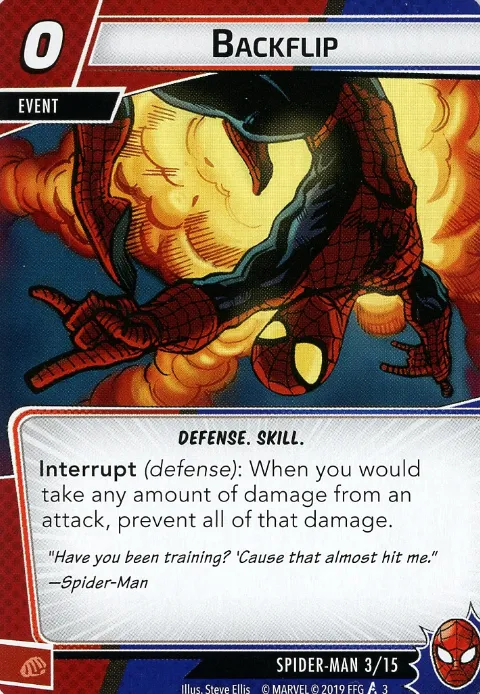 0
BACKFLIP
EVENT
DEFENSE. SKILL.
Interrupt (defense): When you would
take any amount of damage from an
attack, prevent all of that damage.
"Have you been training? 'Cause that almost hit me."
—Spider-Man
SPIDER-MAN 3/15
Illus. Steve Ellis © MARVEL © 2019 FFG 3